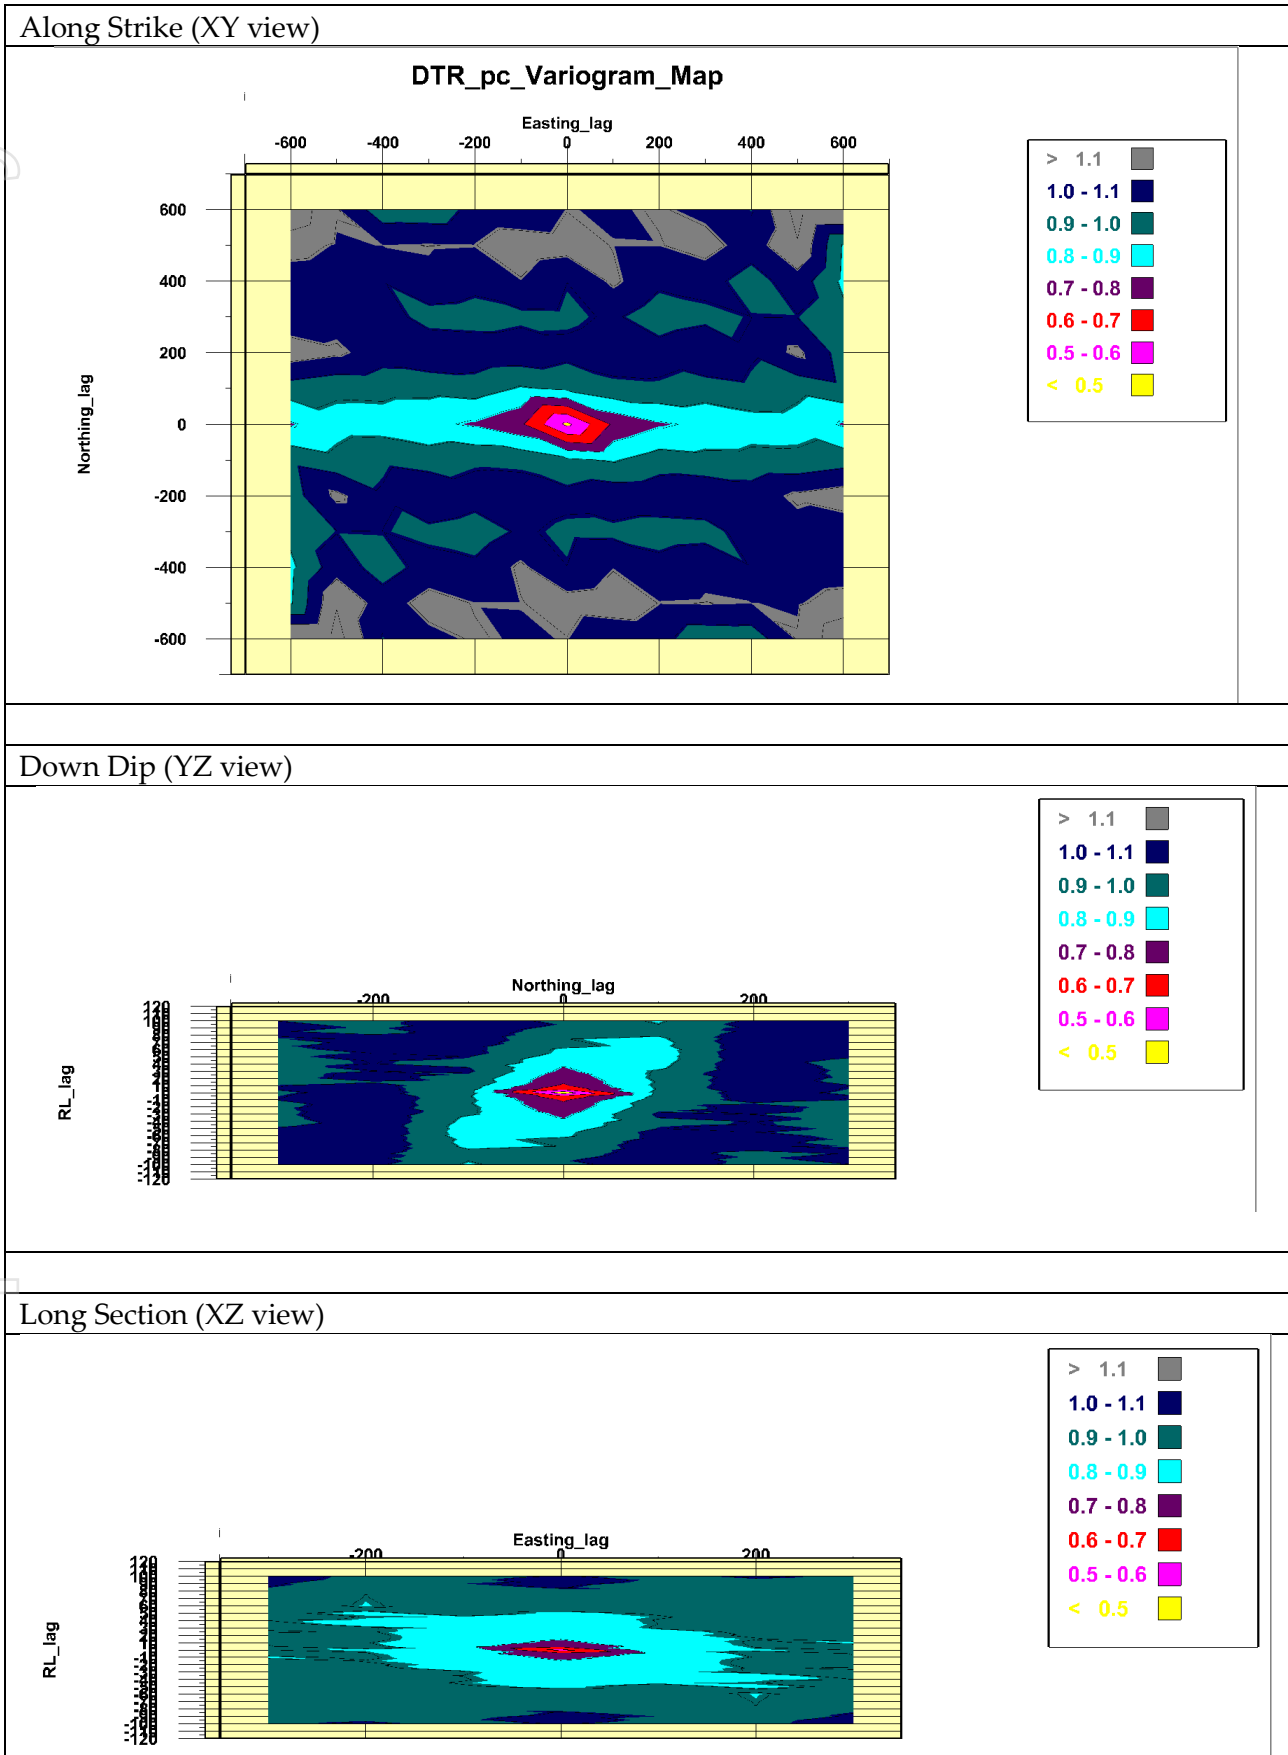 Along Strike (XY view)
DTR_pc_Variogram_Map
Easting_lag
-600 -400 -200 0 200 400 600
600
400
200
0
-200
-400
-600
Northing_lag
> 1.1
1.0 - 1.1
0.9 - 1.0
0.8 - 0.9
0.7 - 0.8
0.6 - 0.7
0.5 - 0.6
< 0.5
Down Dip (YZ view)
> 1.1
1.0 - 1.1
0.9 - 1.0
0.8 - 0.9
0.7 - 0.8
0.6 - 0.7
0.5 - 0.6
< 0.5
Northing_lag
-200 0 200
120
-120
RL_lag
Long Section (XZ view)
> 1.1
1.0 - 1.1
0.9 - 1.0
0.8 - 0.9
0.7 - 0.8
0.6 - 0.7
0.5 - 0.6
< 0.5
Easting_lag
-200 0 200
120
-120
RL_lag